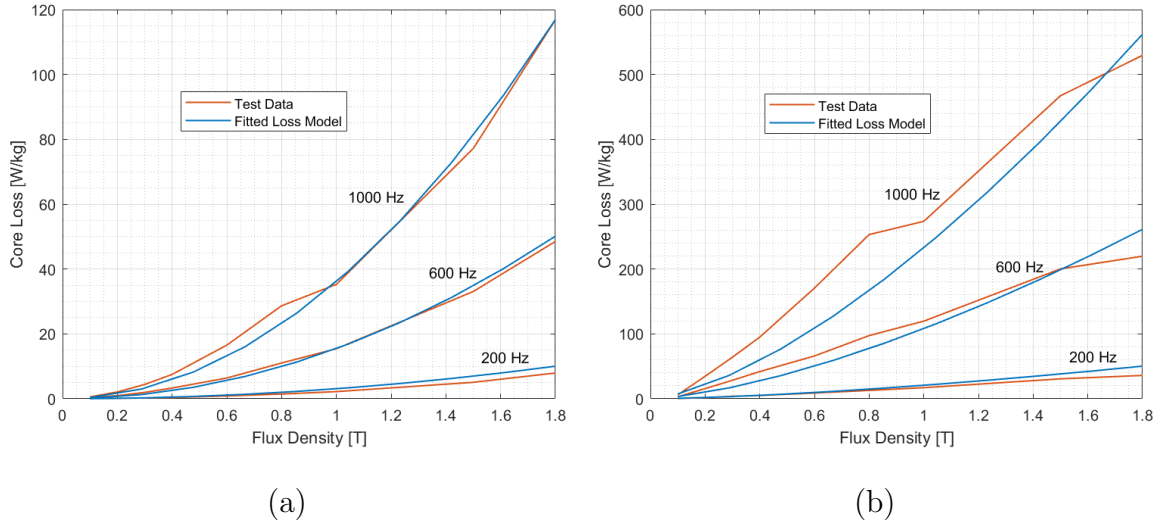 120
100
80
60
40
20
0
Core Loss [W/kg]
Test Data
Fitted Loss Model
1000 Hz
600 Hz
200 Hz
0 0.2 0.4 0.6 0.8 1 1.2 1.4 1.6 1.8
Flux Density [T]
(a)
600
500
400
300
200
100
0
Core Loss [W/kg]
Test Data
Fitted Loss Model
1000 Hz
600 Hz
200 Hz
0 0.2 0.4 0.6 0.8 1 1.2 1.4 1.6 1.8
Flux Density [T]
(b)